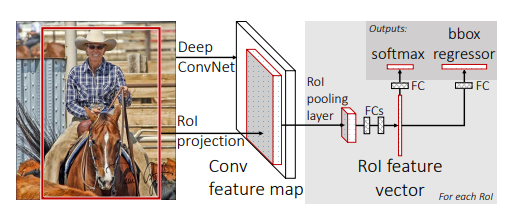 Deep
ConvNet
RoI
projection
Conv
feature map
RoI
pooling
layer
FCs
RoI feature
vector
Outputs:
softmax
bbox
regressor
FC
FC
For each RoI